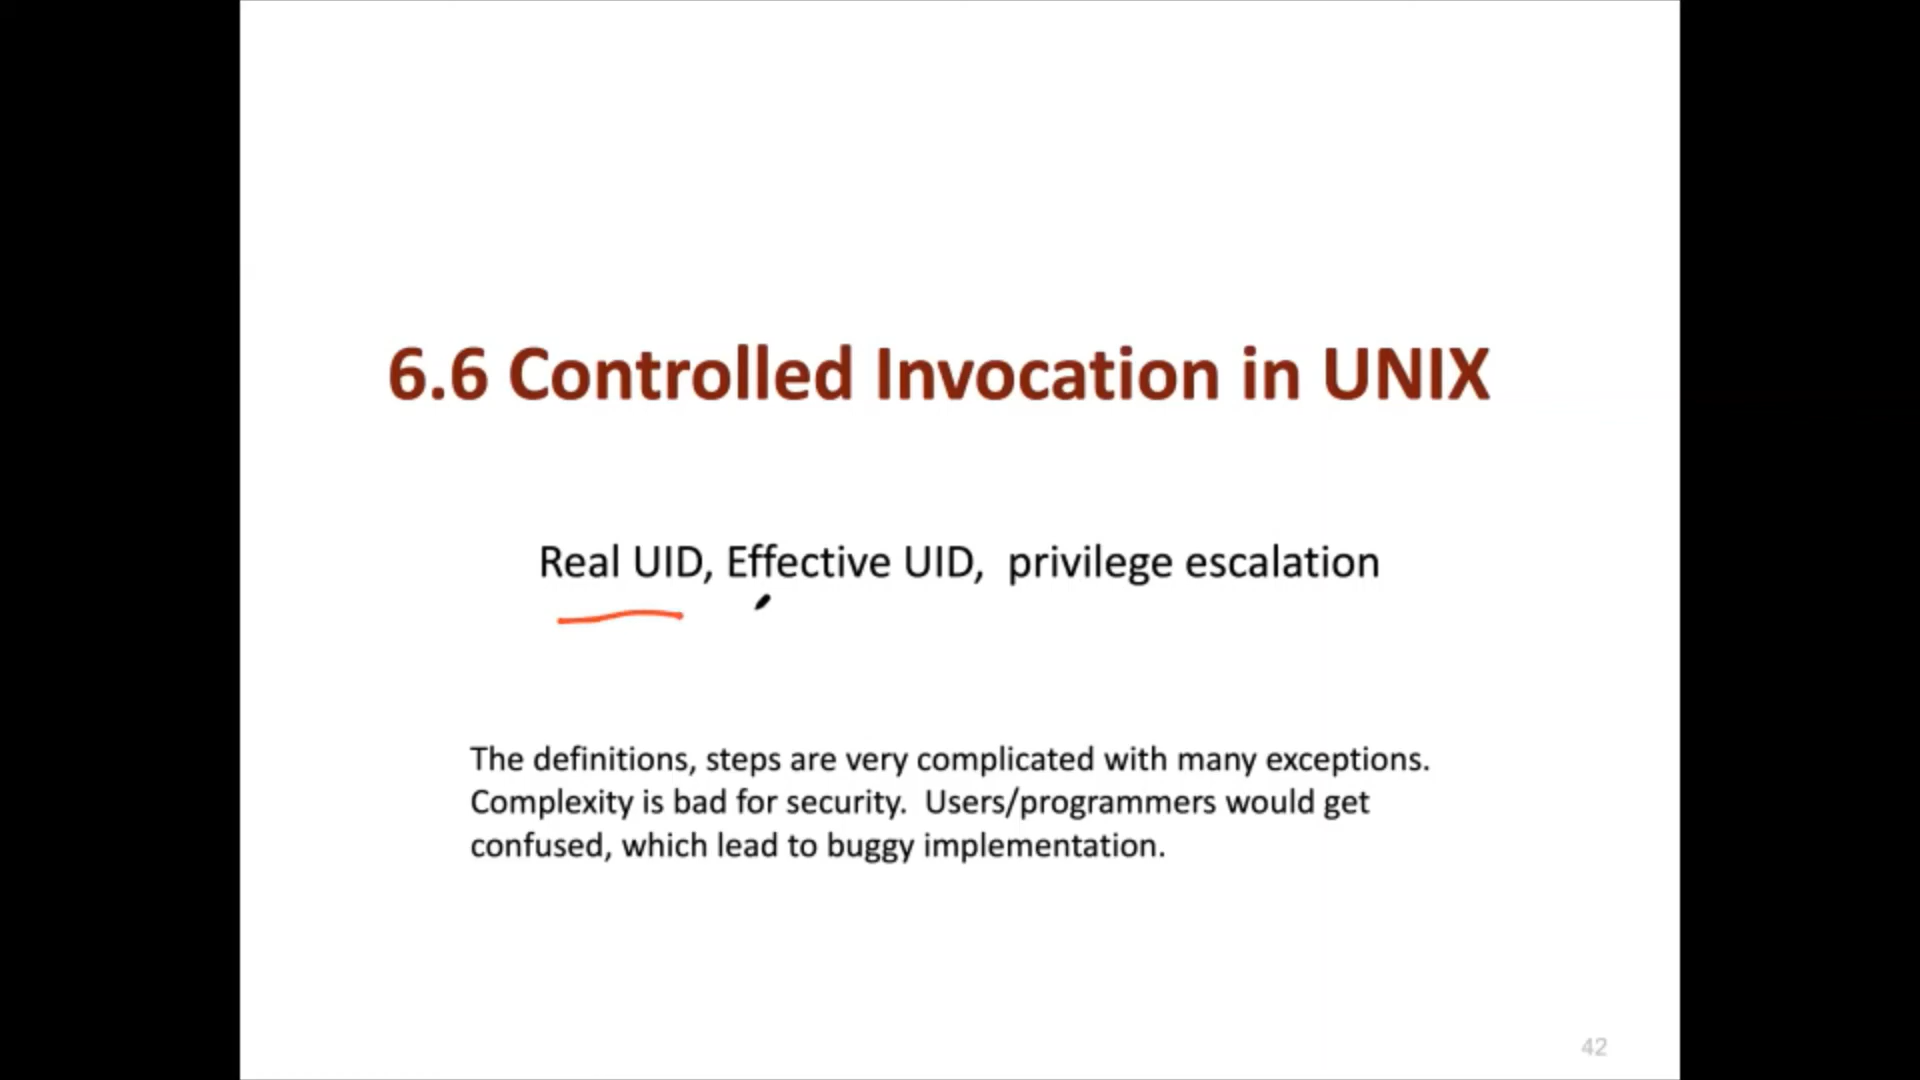 6.6 Controlled Invocation in UNIX
Real UID, Effective UID,  privilege escalation
The definitions, steps are very complicated with many exceptions.
Complexity is bad for security.  Users/programmers would get
confused, which lead to buggy implementation.
42